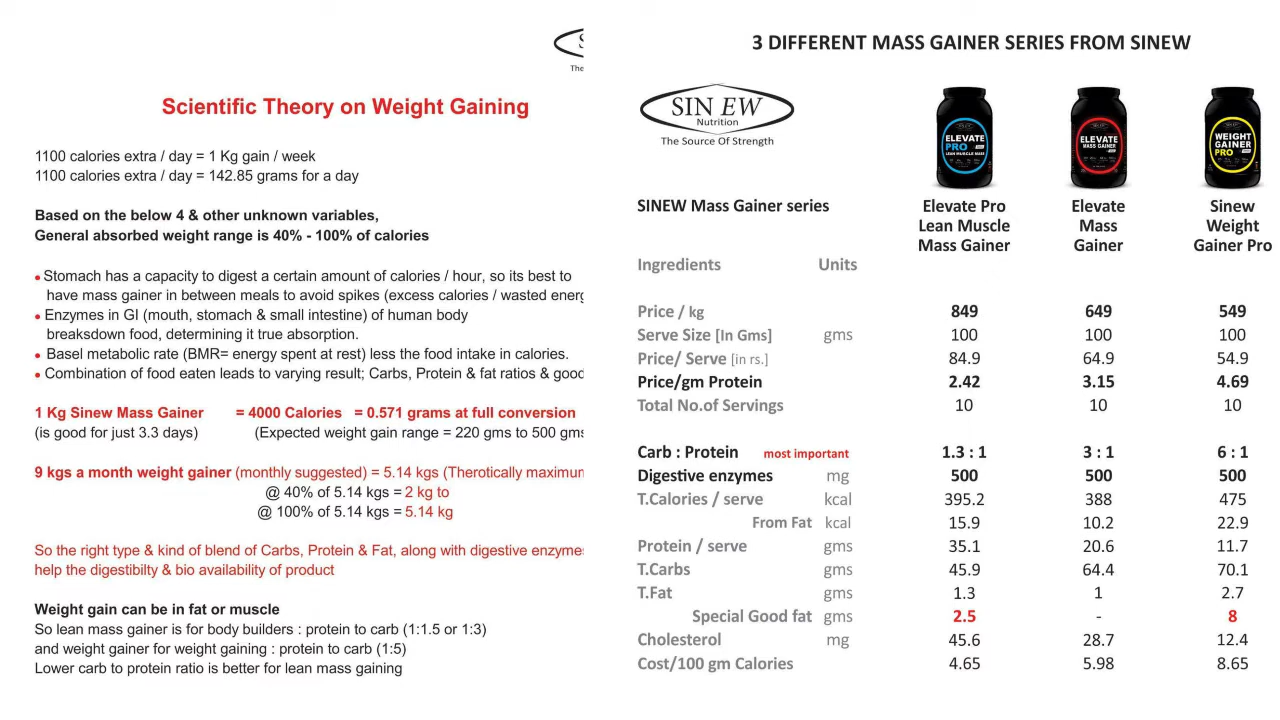 The
Scientific Theory on Weight Gaining
1100 calories extra / day = 1 Kg gain / week
1100 calories extra / day = 142.85 grams for a day
Based on the below 4 & other unknown variables,
General absorbed weight range is 40% - 100% of calories
• Stomach has a capacity to digest a certain amount of calories / hour, so its best to
have mass gainer in between meals to avoid spikes (excess calories / wasted energ
• Enzymes in GI (mouth, stomach & small intestine) of human body
breaksdown food, determining it true absorption.
• Basel metabolic rate (BMR= energy spent at rest) less the food intake in calories.
• Combination of food eaten leads to varying result; Carbs, Protein & fat ratios & good
1 Kg Sinew Mass Gainer = 4000 Calories = 0.571 grams at full conversion
(is good for just 3.3 days) (Expected weight gain range = 220 gms to 500 gms
9 kgs a month weight gainer (monthly suggested) = 5.14 kgs (Therotically maximum
@ 40% of 5.14 kgs = 2 kg to
@ 100% of 5.14 kgs = 5.14 kg
So the right type & kind of blend of Carbs, Protein & Fat, along with digestive enzymes
help the digestibilty & bio availability of product
Weight gain can be in fat or muscle
So lean mass gainer is for body builders : protein to carb (1:1.5 or 1:3)
and weight gainer for weight gaining : protein to carb (1:5)
Lower carb to protein ratio is better for lean mass gaining
3 DIFFERENT MASS GAINER SERIES FROM SINEW
SIN EW
Nutrition
The Source Of Strength
ELEVATE
PRO
LEAN MUSCLE MASS
ELEVATE
MASS GAINER
WEIGHT
GAINER
PRO
SINEW Mass Gainer series
Elevate Pro
Lean Muscle
Mass Gainer
Elevate
Mass
Gainer
Sinew
Weight
Gainer Pro
Ingredients Units
Price / kg 849 649 549
Serve Size [In Gms] gms 100 100 100
Price/ Serve [in rs.] 84.9 64.9 54.9
Price/gm Protein 2.42 3.15 4.69
Total No.of Servings 10 10 10
Carb : Protein most important 1.3 : 1 3 : 1 6 : 1
Digestive enzymes mg 500 500 500
T.Calories / serve kcal 395.2 388 475
From Fat kcal 15.9 10.2 22.9
Protein / serve gms 35.1 20.6 11.7
T.Carbs gms 45.9 64.4 70.1
T.Fat gms 1.3 1 2.7
Special Good fat gms 2.5 - 8
Cholesterol mg 45.6 28.7 12.4
Cost/100 gm Calories 4.65 5.98 8.65